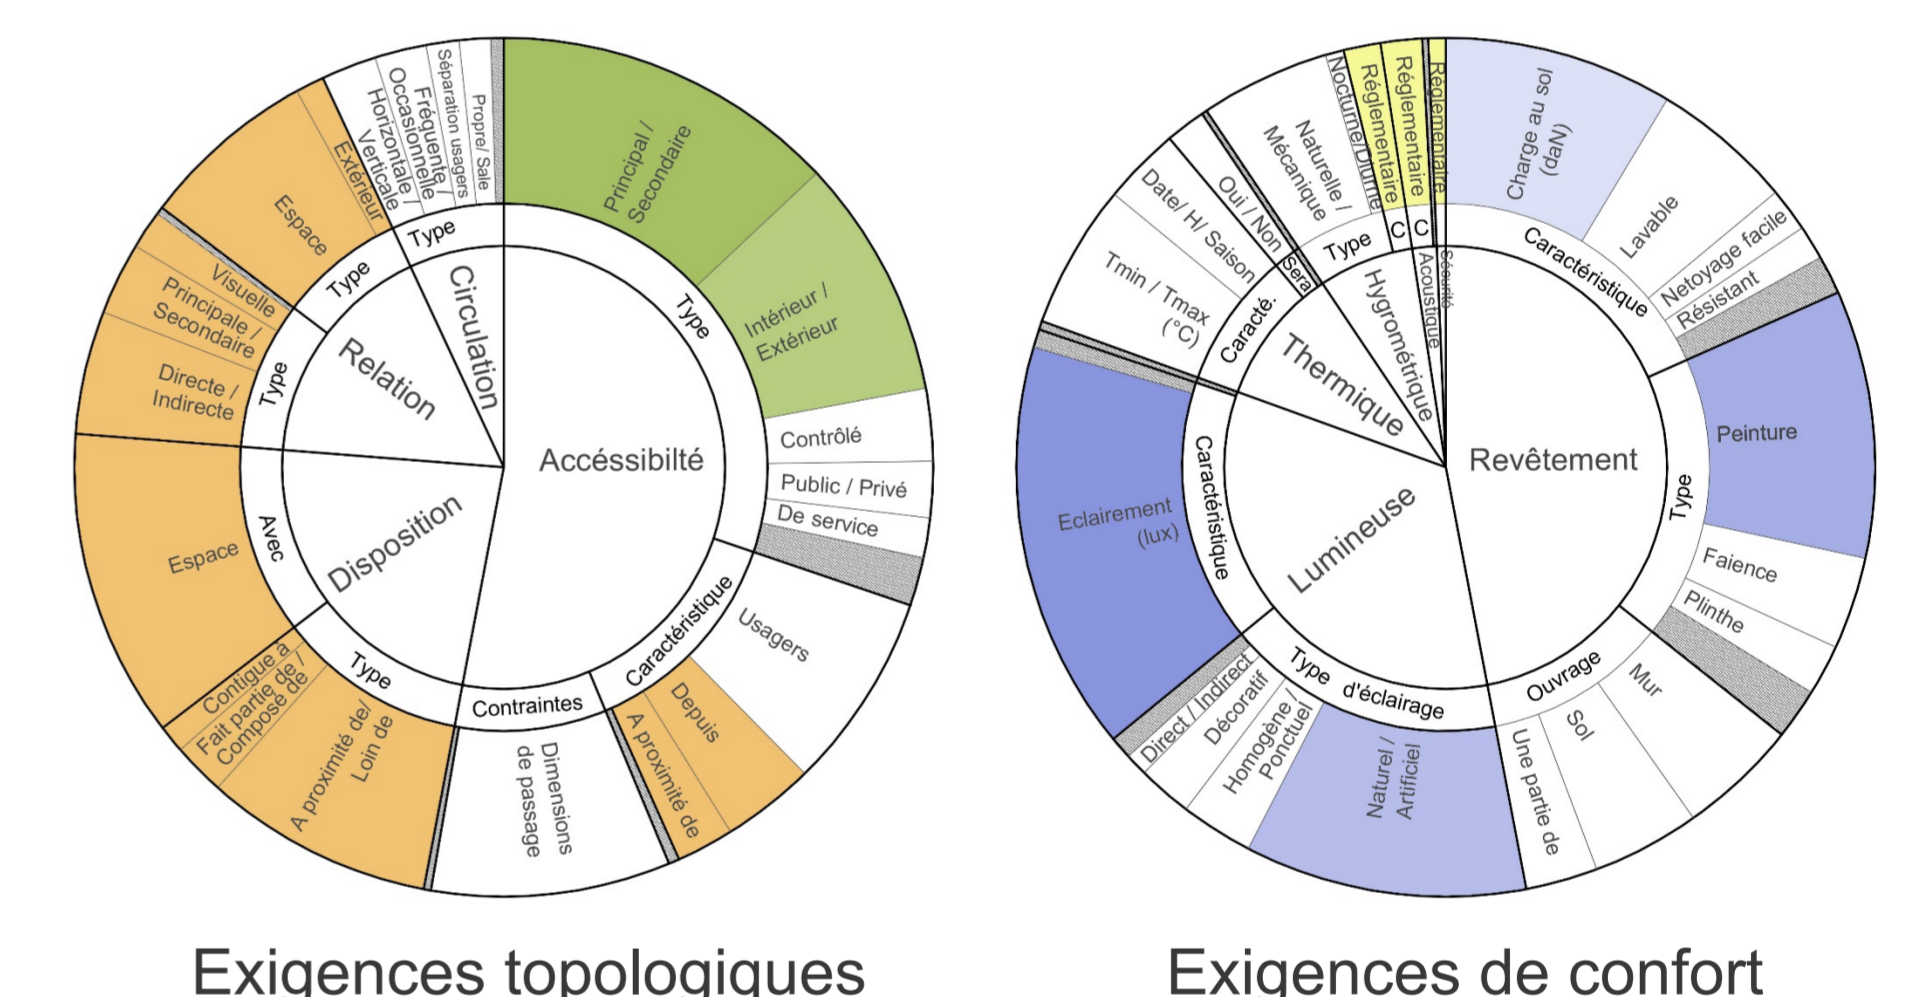 Principal /
Secondaire
Intérieur /
Extérieur
Contrôlé
Public / Privé
De service
Usagers
Depuis
A proximité de
Dimensions
de passage
A proximité de/
Loin de
Fait partie de /
Compose de
Contigue a
Espace
Directe /
Indirecte
Principale /
Secondaire
Visuelle
Espace
Extérieur
Horizontale /
Verticale
Fréquente /
Occasionnelle
Séparation usagers
Propre/ Sale
Type
Caractéristique
Contraintes
Type
Avec
Type
Type
Type
Accéssibilté
Disposition
Relation
Circulation
Exigences topologiques
Charge au sol
(daN)
Lavable
Netoyage facile
Résistant
Peinture
Faience
Plinthe
Mur
Sol
Une partie de
Naturel /
Artificiel
Homogène /
Ponctuel
Décoratif
Direct / Indirect
Eclairement
(lux)
Tmin / Tmax
(°C)
Date/ H/ Saison
Oui / Non
Naturelle /
Mécanique
Nocturne/Diurne
Réglementaire
Réglementaire
Réglementaire
Caractéristique
Type
Ouvrage
Type d'éclairage
Caractéristique
Caracté.
Sera
Type
C
C
Revêtement
Lumineuse
Thermique
Hygrométrique
Acoustique
Sécurité
Exigences de confort